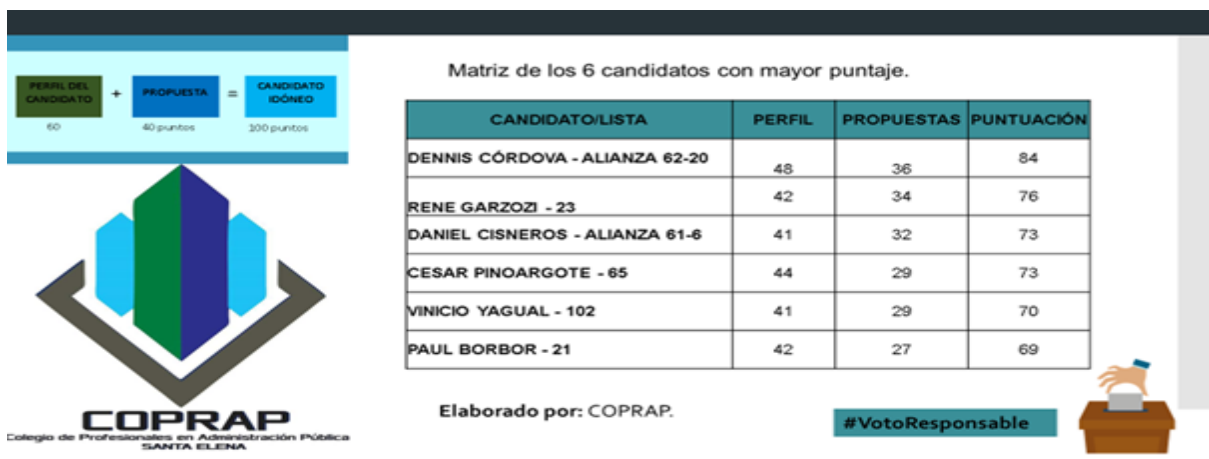 PERFIL DEL
CANDIDATO
+
PROPUESTA
=
CANDIDATO
IDÓNEO
60
40 puntos
100 puntos
COPRAP
Colegio de Profesionales en Administración Pública
SANTA ELENA
Matriz de los 6 candidatos con mayor puntaje.
CANDIDATO/LISTA PERFIL PROPUESTAS PUNTUACIÓN
DENNIS CÓRDOVA - ALIANZA 62-20 48 36 84
RENE GARZOZI - 23 42 34 76
DANIEL CISNEROS - ALIANZA 61-6 41 32 73
CESAR PINOARGOTE - 65 44 29 73
VINICIO YAGUAL - 102 41 29 70
PAUL BORBOR - 21 42 27 69
Elaborado por: COPRAP.
#VotoResponsable